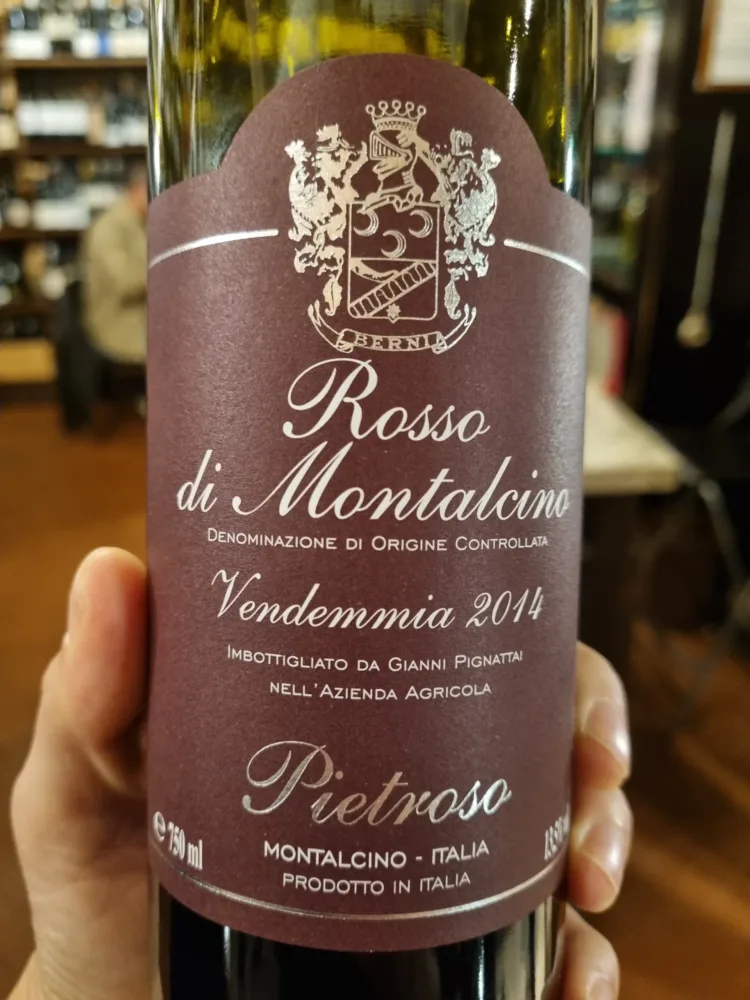 BERNI
Rosso
di Montalcino
DENOMINAZIONE DI ORIGINE CONTROLLATA
Vendemmia 2014
IMBOTTIGLIATO DA GIANNI PIGNATTAI
NELL'AZIENDA AGRICOLA
Pietroso
e 750 ml
MONTALCINO - ITALIA
PRODOTTO IN ITALIA